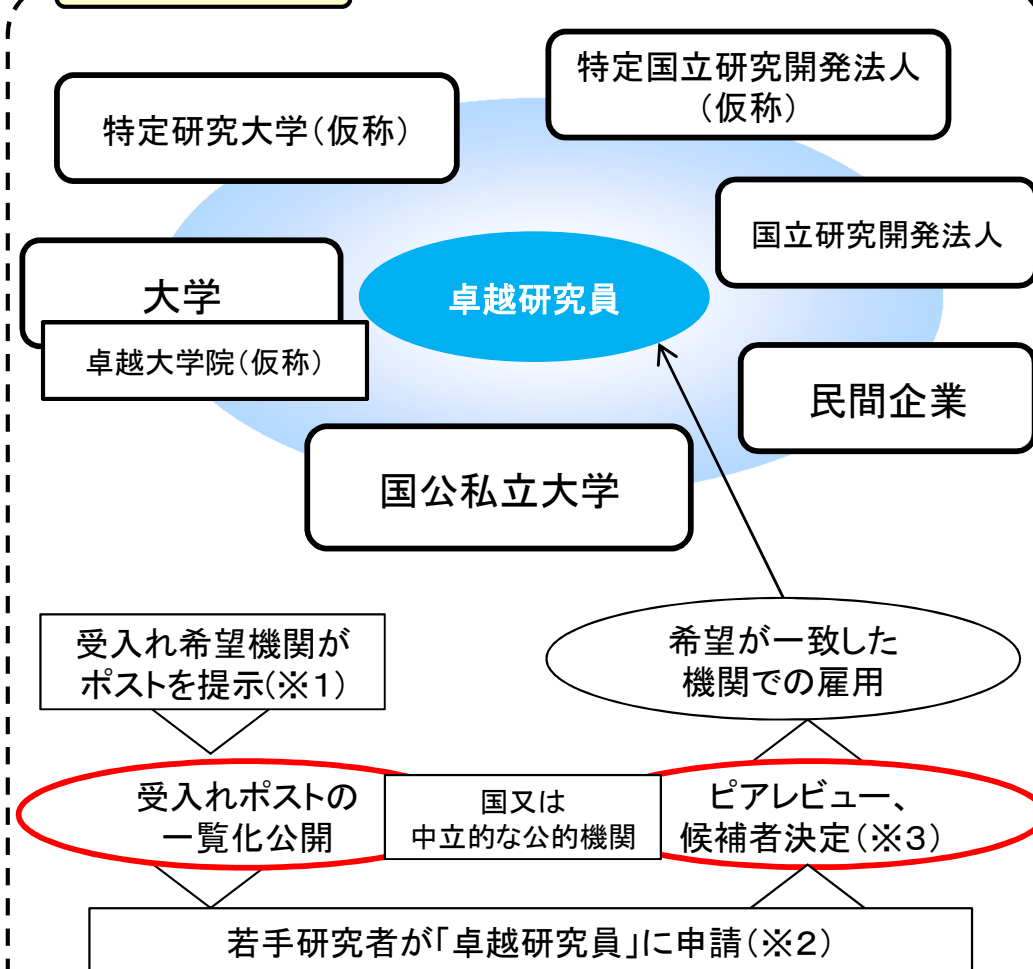 特定国立研究開発法人
(仮称)
特定研究大学(仮称)
国立研究開発法人
大学
卓越研究員
卓越大学院(仮称)
民間企業
国公私立大学
受入れ希望機関が
ポストを提示(※1)
希望が一致した
機関での雇用
受入れポストの
一覧化公開
国又は
中立的な公的機関
ピアレビュー、
候補者決定(※3)
若手研究者が「卓越研究員」に申請(※2)